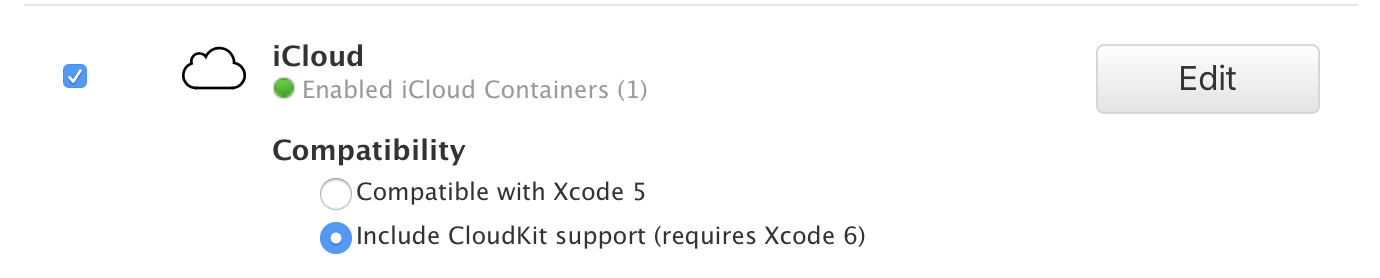 iCloud
Enabled iCloud Containers (1)
Edit
Compatibility
Compatible with Xcode 5
Include CloudKit support (requires Xcode 6)